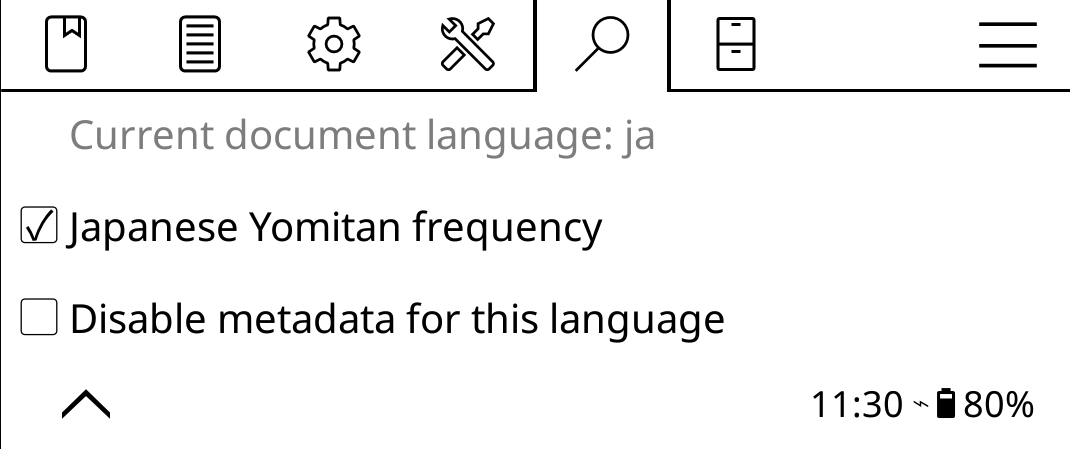 Current document language: ja
Japanese Yomitan frequency
Disable metadata for this language
11:30 80%